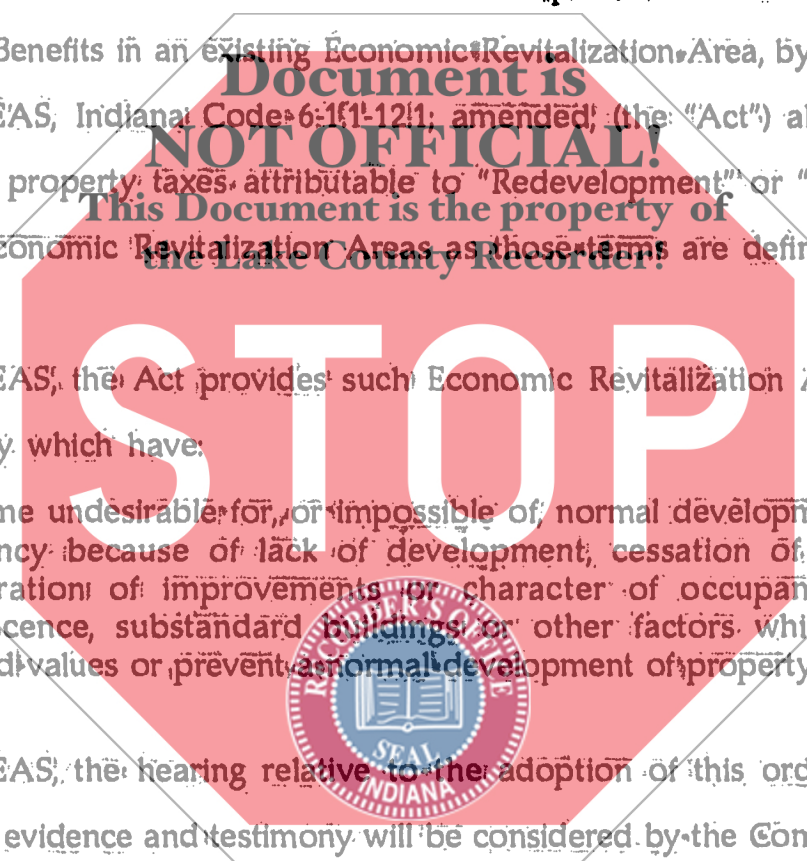 Benefits in an existing Economic Revitalization Area, by
Document is
EAS, Indiana Code 6-1.1-12.1, amended, (the "Act") al
NOT OFFICIAL!
property taxes attributable to "Redevelopment" or "
This Document is the property of
conomic Revitalization Areas as those terms are defin
the Lake County Recorder!
STOP
EAS, the Act provides such Economic Revitalization A
y which have:
me undesirable for, or impossible of, normal developm
ncy because of lack of development, cessation of
ration of improvements or character of occupan
scence, substandard buildings or other factors whi
d values or prevent a normal development of property
RECORDER'S OFFICE
SEAL
INDIANA
EAS, the hearing relative to the adoption of this ord
evidence and testimony will be considered by the Com